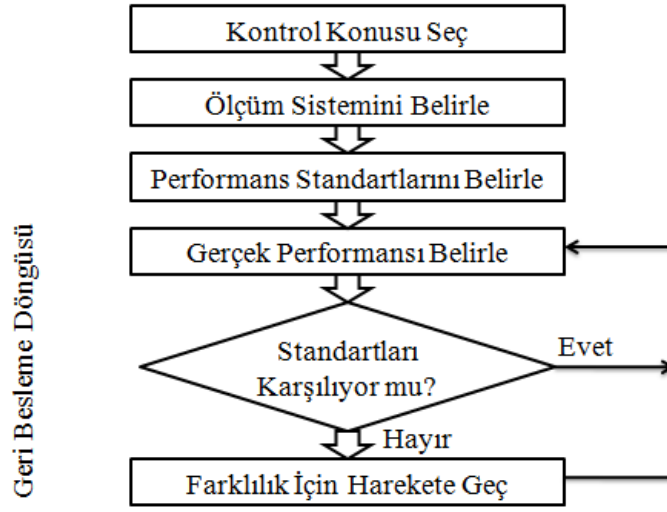 Kontrol Konusu Seç
Ölçüm Sistemini Belirle
Performans Standartlarını Belirle
Gerçek Performansı Belirle
Standartları
Karşılıyor mu?
Evet
Hayır
Farklılık İçin Harekete Geç
Geri Besleme Döngüsü